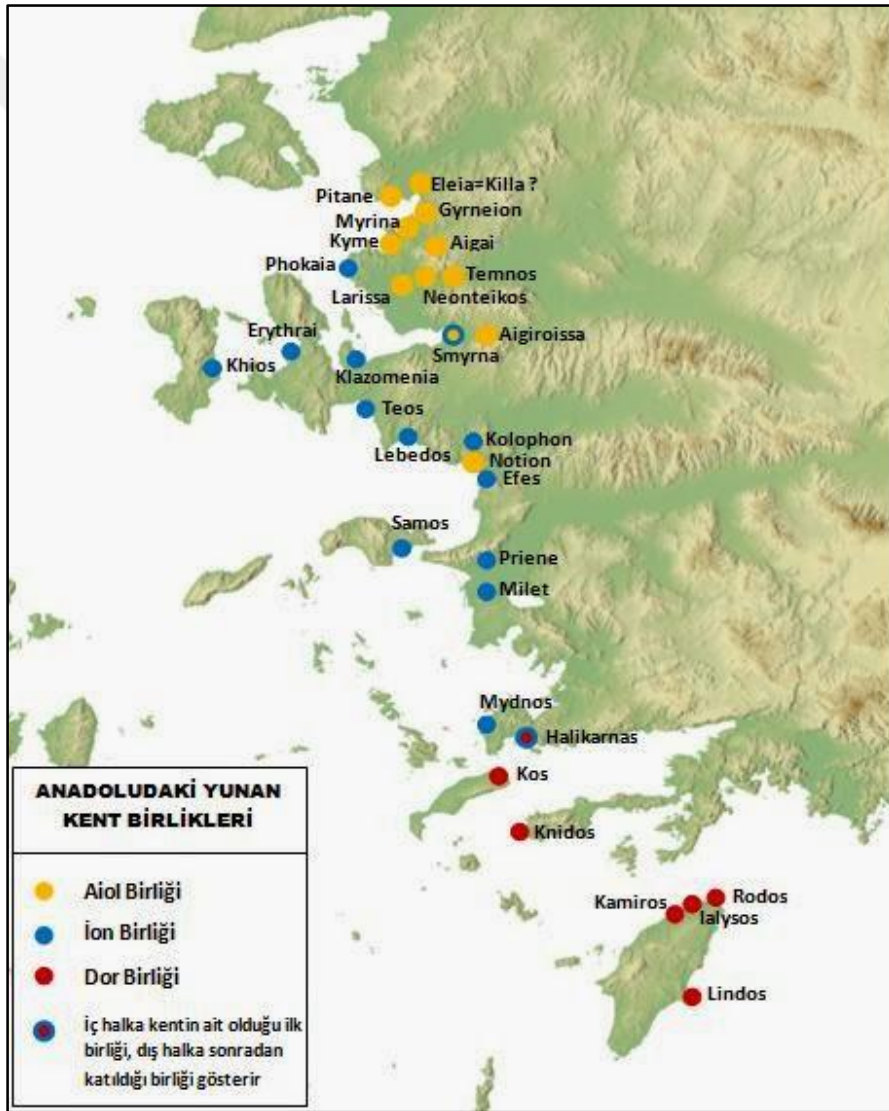 Eleia=Killa ?
Pitane
Gyrneion
Myrina
Kyme
Aigai
Phokaia
Temnos
Larissa
Neonteikos
Erythrai
Aigiroissa
Smyrna
Khios
Klazomenia
Teos
Kolophon
Lebedos
Notion
Efes
Samos
Priene
Milet
Mydnos
Halikarnas
Kos
Knidos
Rodos
Kamiros
Ialysos
Lindos
ANADOLUDAKİ YUNAN
KENT BİRLİKLERİ
Aiol Birliği
İon Birliği
Dor Birliği
İç halka kentin ait olduğu ilk
birliği, dış halka sonradan
katıldığı birliği gösterir